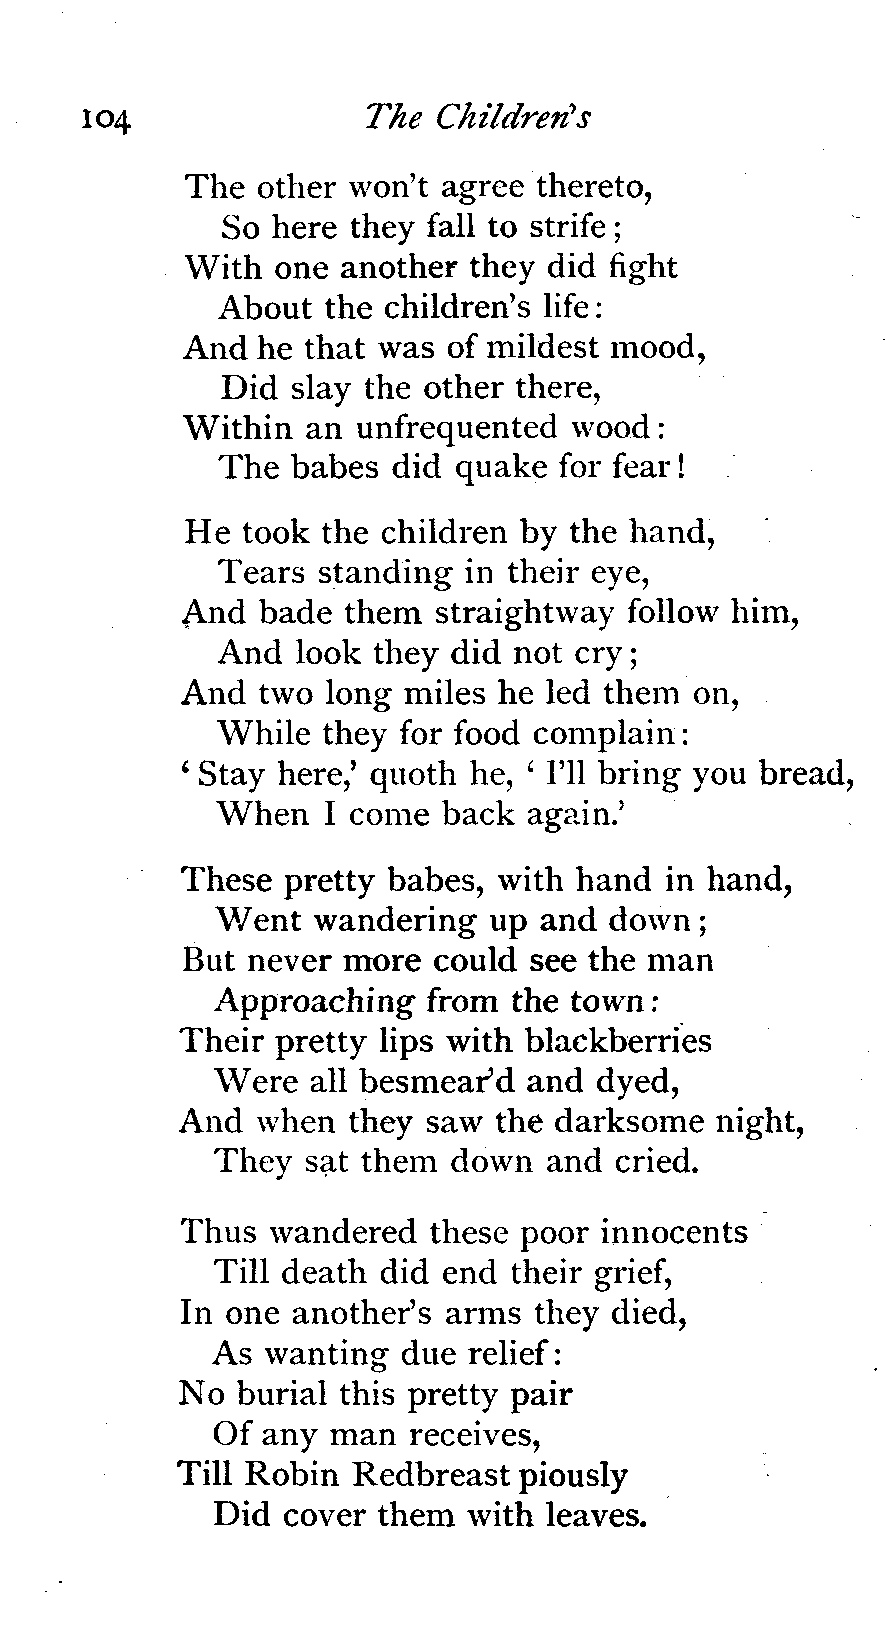 104 The Children's
The other won't agree thereto,
So here they fall to strife;
With one another they did fight
About the children's life:
And he that was of mildest mood,
Did slay the other there,
Within an unfrequented wood:
The babes did quake for fear!
He took the children by the hand,
Tears standing in their eye,
And bade them straightway follow him,
And look they did not cry;
And two long miles he led them on,
While they for food complain:
‘Stay here,’ quoth he, ‘I'll bring you bread,
When I come back again.’
These pretty babes, with hand in hand,
Went wandering up and down;
But never more could see the man
Approaching from the town:
Their pretty lips with blackberries
Were all besmear'd and dyed,
And when they saw the darksome night,
They sat them down and cried.
Thus wandered these poor innocents
Till death did end their grief,
In one another's arms they died,
As wanting due relief:
No burial this pretty pair
Of any man receives,
Till Robin Redbreast piously
Did cover them with leaves.